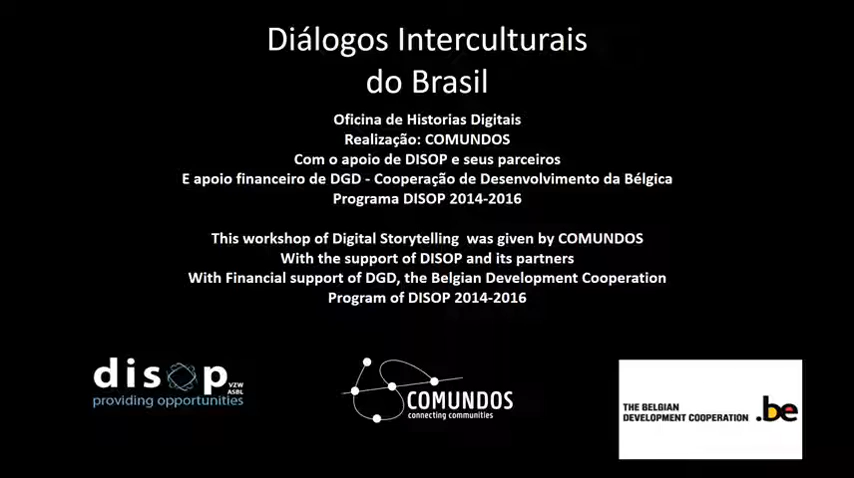 Diálogos Interculturais
do Brasil
Oficina de Historias Digitais
Realização: COMUNDOS
Com o apoio de DISOP e seus parceiros
E apoio financeiro de DGD - Cooperação de Desenvolvimento da Bélgica
Programa DISOP 2014-2016
This workshop of Digital Storytelling was given by COMUNDOS
With the support of DISOP and its partners
With Financial support of DGD, the Belgian Development Cooperation
Program of DISOP 2014-2016
disop VZW ASBL
providing opportunities
COMUNDOS
connecting communities
THE BELGIAN
DEVELOPMENT COOPERATION .be